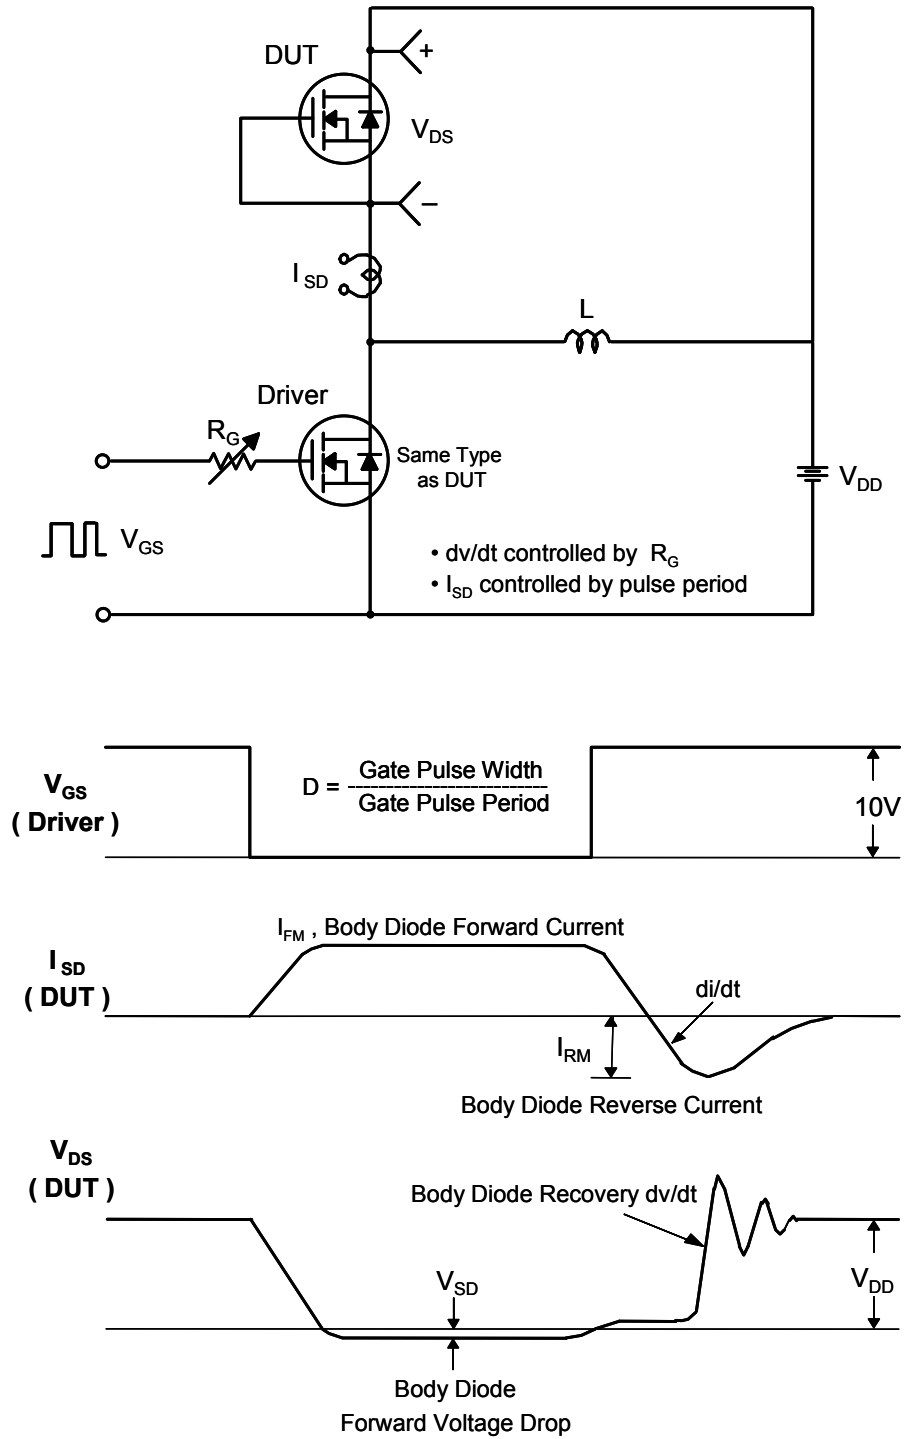 DUT
+
V_DS
−
I_SD
L
Driver
R_G
Same Type
as DUT
V_DD
V_GS
• dv/dt controlled by R_G
• I_SD controlled by pulse period
V_GS
( Driver )
D = Gate Pulse Width
Gate Pulse Period
10V
I_FM , Body Diode Forward Current
I_SD
( DUT )
di/dt
I_RM
Body Diode Reverse Current
V_DS
( DUT )
Body Diode Recovery dv/dt
V_SD
V_DD
Body Diode
Forward Voltage Drop